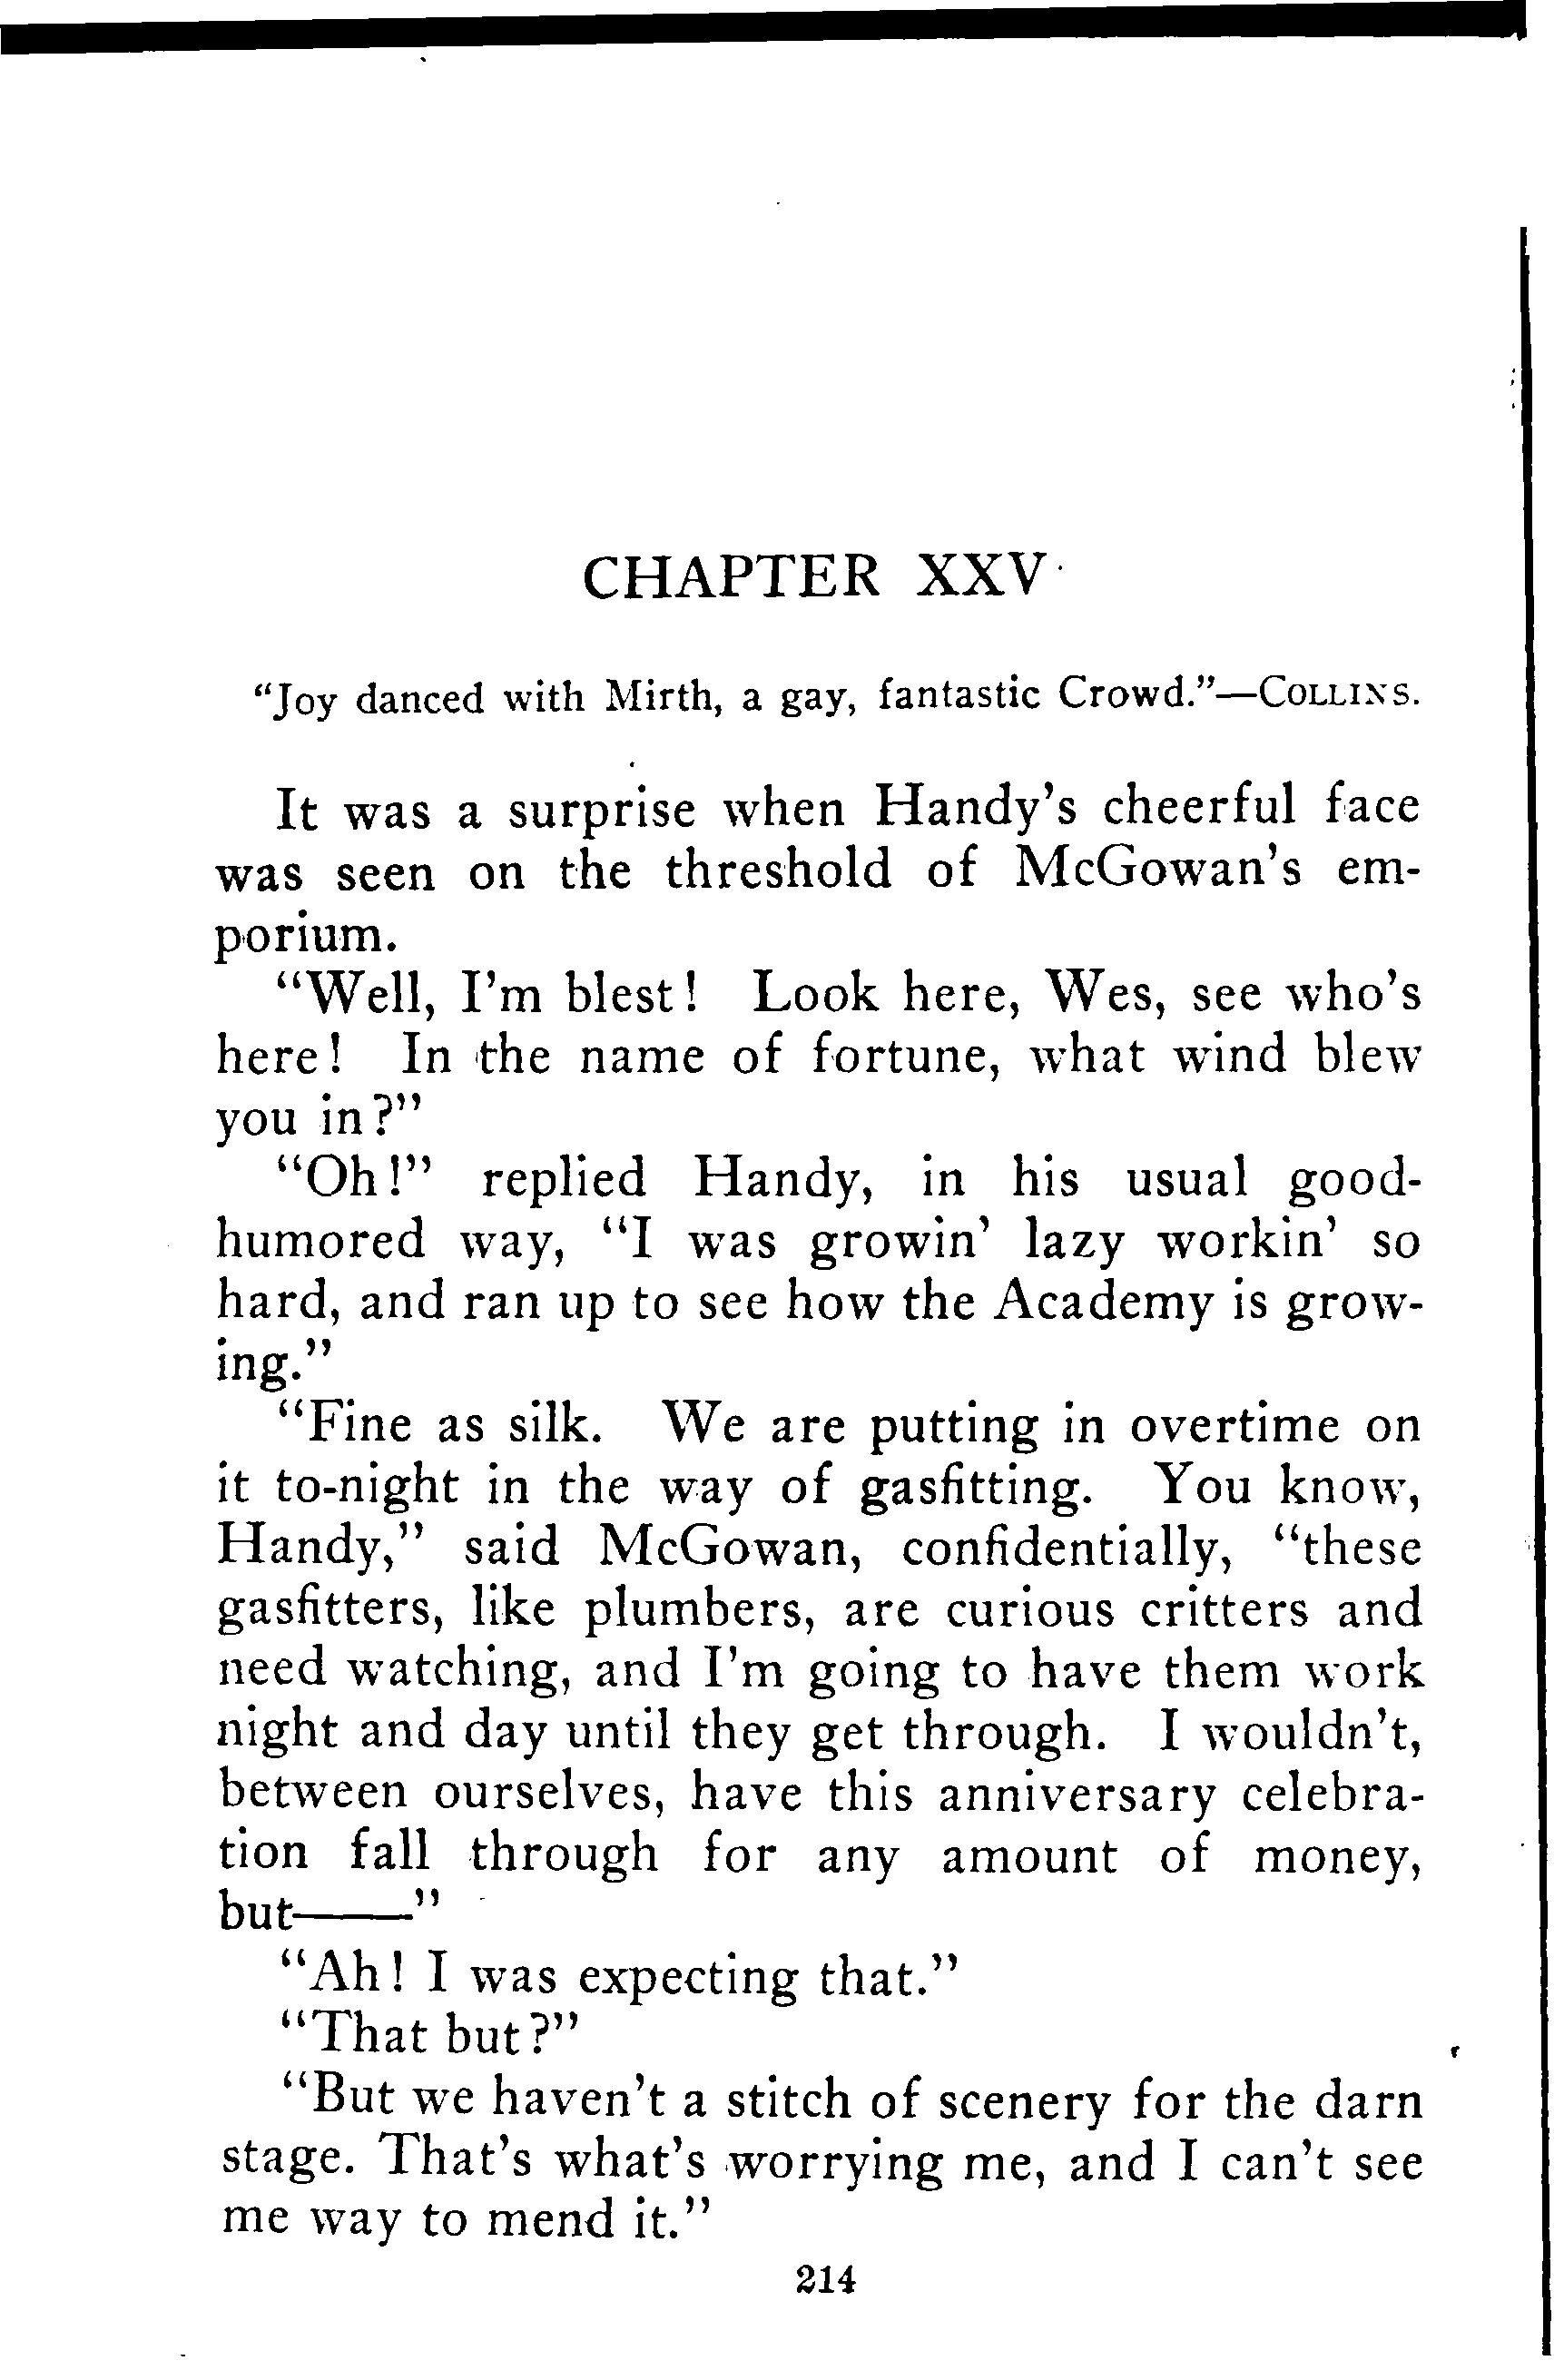 CHAPTER XXV
"Joy danced with Mirth, a gay, fantastic Crowd."—COLLINS.
It was a surprise when Handy's cheerful face
was seen on the threshold of McGowan's em-
porium.
"Well, I'm blest! Look here, Wes, see who's
here! In the name of fortune, what wind blew
you in?"
"Oh!" replied Handy, in his usual good-
humored way, "I was growin' lazy workin' so
hard, and ran up to see how the Academy is grow-
ing."
"Fine as silk. We are putting in overtime on
it to-night in the way of gasfitting. You know,
Handy," said McGowan, confidentially, "these
gasfitters, like plumbers, are curious critters and
need watching, and I'm going to have them work
night and day until they get through. I wouldn't,
between ourselves, have this anniversary celebra-
tion fall through for any amount of money,
but——"
"Ah! I was expecting that."
"That but?"
"But we haven't a stitch of scenery for the darn
stage. That's what's worrying me, and I can't see
me way to mend it."
214